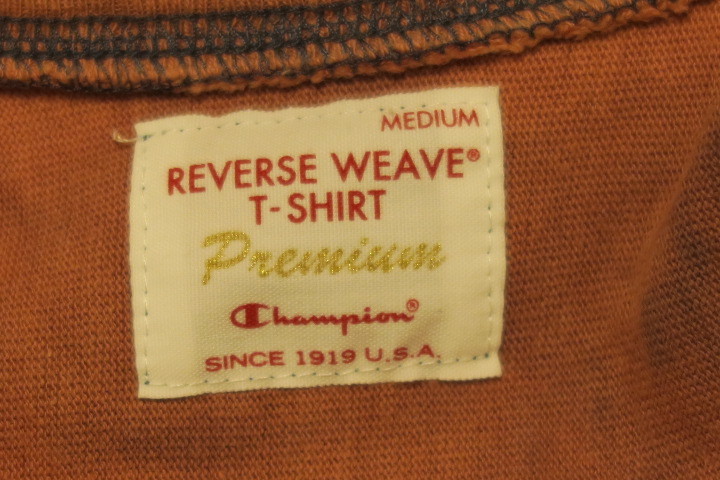 MEDIUM
REVERSE WEAVE®
T-SHIRT
Premium
Champion®
SINCE 1919 U.S.A.